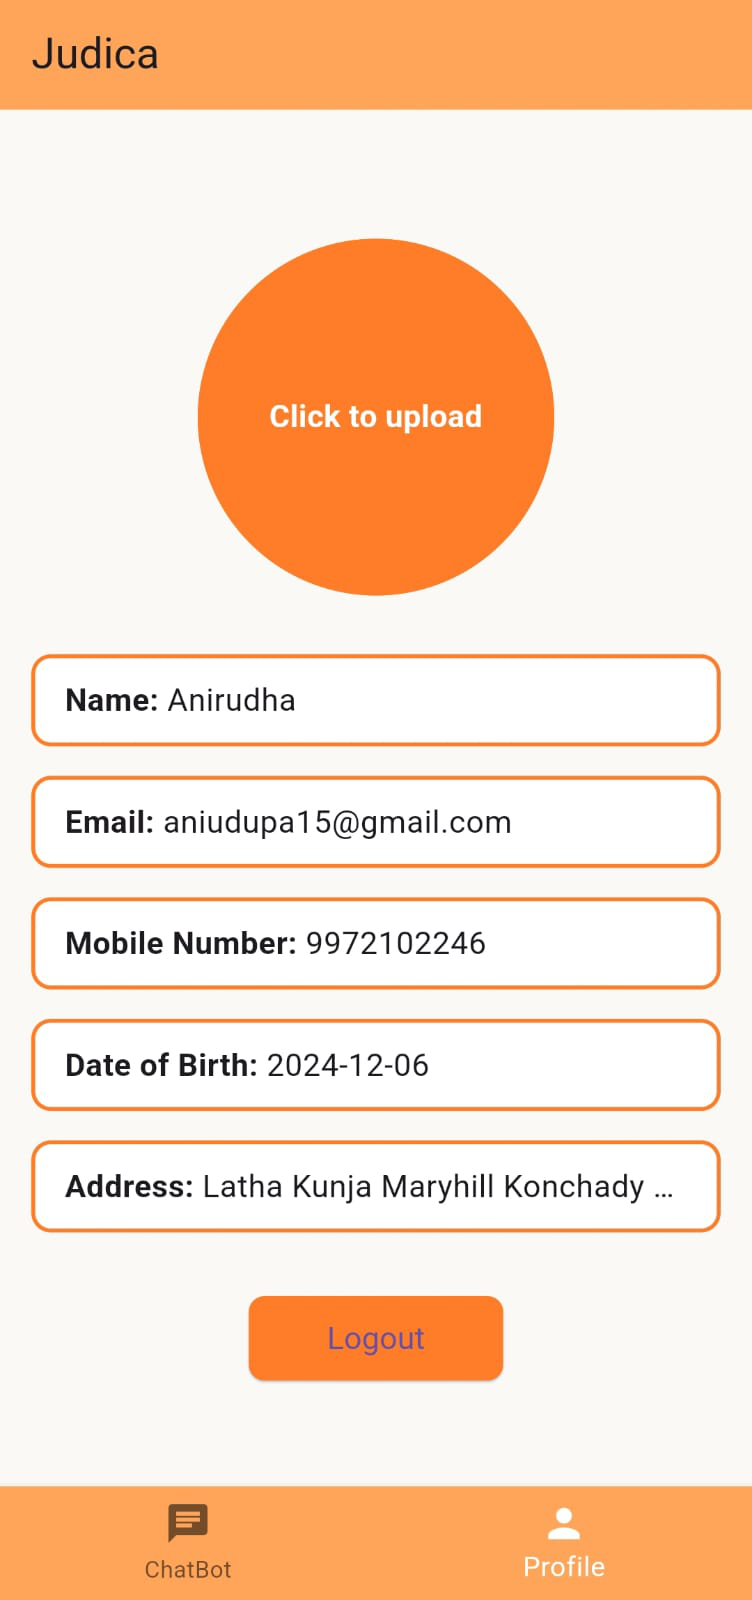 Judica
Click to upload
Name: Anirudha
Email: aniudupa15@gmail.com
Mobile Number: 9972102246
Date of Birth: 2024-12-06
Address: Latha Kunja Maryhill Konchady ...
Logout
ChatBot
Profile